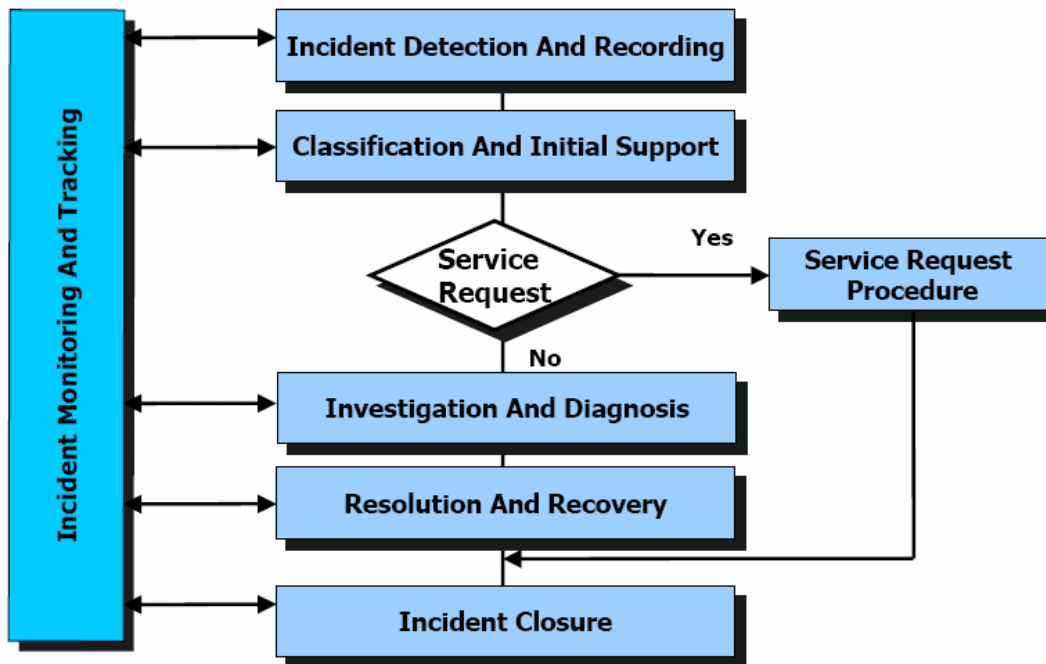 Incident Monitoring And Tracking
Incident Detection And Recording
Classification And Initial Support
Service
Request
Yes
Service Request
Procedure
No
Investigation And Diagnosis
Resolution And Recovery
Incident Closure